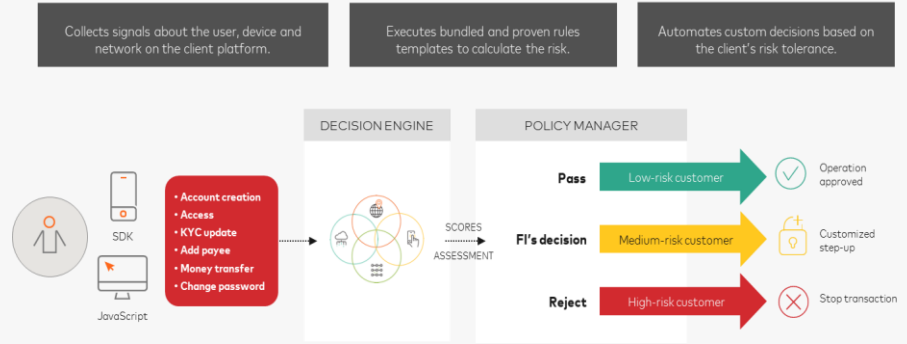 Collects signals about the user, device and
network on the client platform.
Executes bundled and proven rules
templates to calculate the risk.
Automates custom decisions based on
the client's risk tolerance.
DECISION ENGINE
POLICY MANAGER
SDK
JavaScript
• Account creation
• Access
• KYC update
• Add payee
• Money transfer
• Change password
SCORES
ASSESSMENT
Pass
Low-risk customer
Operation
approved
FI's decision
Medium-risk customer
Customized
step-up
Reject
High-risk customer
Stop transaction